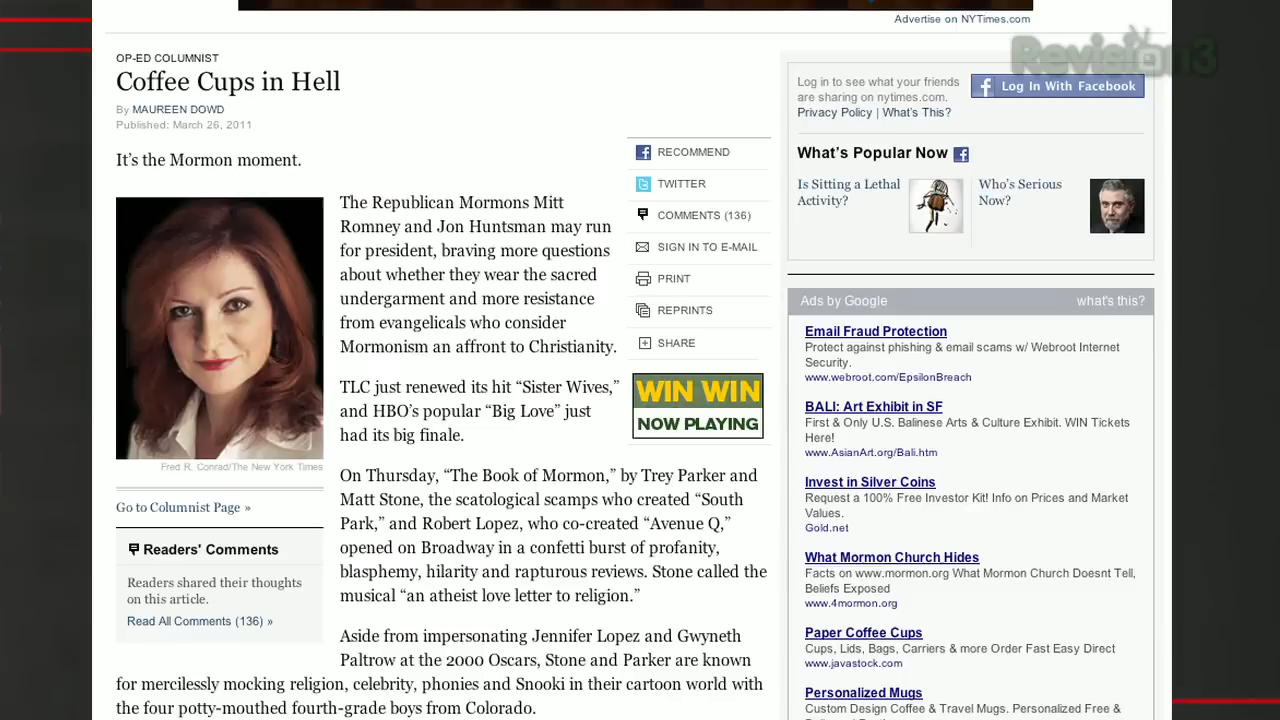 Advertise on NYTimes.com
Revision3
OP-ED COLUMNIST
Coffee Cups in Hell
By MAUREEN DOWD
Published: March 26, 2011
It's the Mormon moment.
The Republican Mormons Mitt
Romney and Jon Huntsman may run
for president, braving more questions
about whether they wear the sacred
undergarment and more resistance
from evangelicals who consider
Mormonism an affront to Christianity.
TLC just renewed its hit “Sister Wives,”
and HBO's popular “Big Love” just
had its big finale.
On Thursday, “The Book of Mormon,” by Trey Parker and
Matt Stone, the scatological scamps who created “South
Park,” and Robert Lopez, who co-created “Avenue Q,”
opened on Broadway in a confetti burst of profanity,
blasphemy, hilarity and rapturous reviews. Stone called the
musical “an atheist love letter to religion.”
Aside from impersonating Jennifer Lopez and Gwyneth
Paltrow at the 2000 Oscars, Stone and Parker are known
for mercilessly mocking religion, celebrity, phonies and Snooki in their cartoon world with
the four potty-mouthed fourth-grade boys from Colorado.
Fred R. Conrad/The New York Times
Go to Columnist Page »
Readers' Comments
Readers shared their thoughts
on this article.
Read All Comments (136) »
RECOMMEND
TWITTER
COMMENTS (136)
SIGN IN TO E-MAIL
PRINT
REPRINTS
SHARE
WIN WIN
NOW PLAYING
Log in to see what your friends
are sharing on nytimes.com.
Privacy Policy | What's This?
Log In With Facebook
What's Popular Now
Is Sitting a Lethal
Activity?
Who's Serious
Now?
Ads by Google
what's this?
Email Fraud Protection
Protect against phishing & email scams w/ Webroot Internet
Security.
www.webroot.com/EpsilonBreach
BALI: Art Exhibit in SF
First & Only U.S. Balinese Arts & Culture Exhibit. WIN Tickets
Here!
www.AsianArt.org/Bali.htm
Invest in Silver Coins
Request a 100% Free Investor Kit! Info on Prices and Market
Values.
Gold.net
What Mormon Church Hides
Facts on www.mormon.org What Mormon Church Doesnt Tell,
Beliefs Exposed
www.4mormon.org
Paper Coffee Cups
Cups, Lids, Bags, Carriers & more Order Fast Easy Direct
www.javastock.com
Personalized Mugs
Custom Design Coffee & Travel Mugs. Personalized Free &